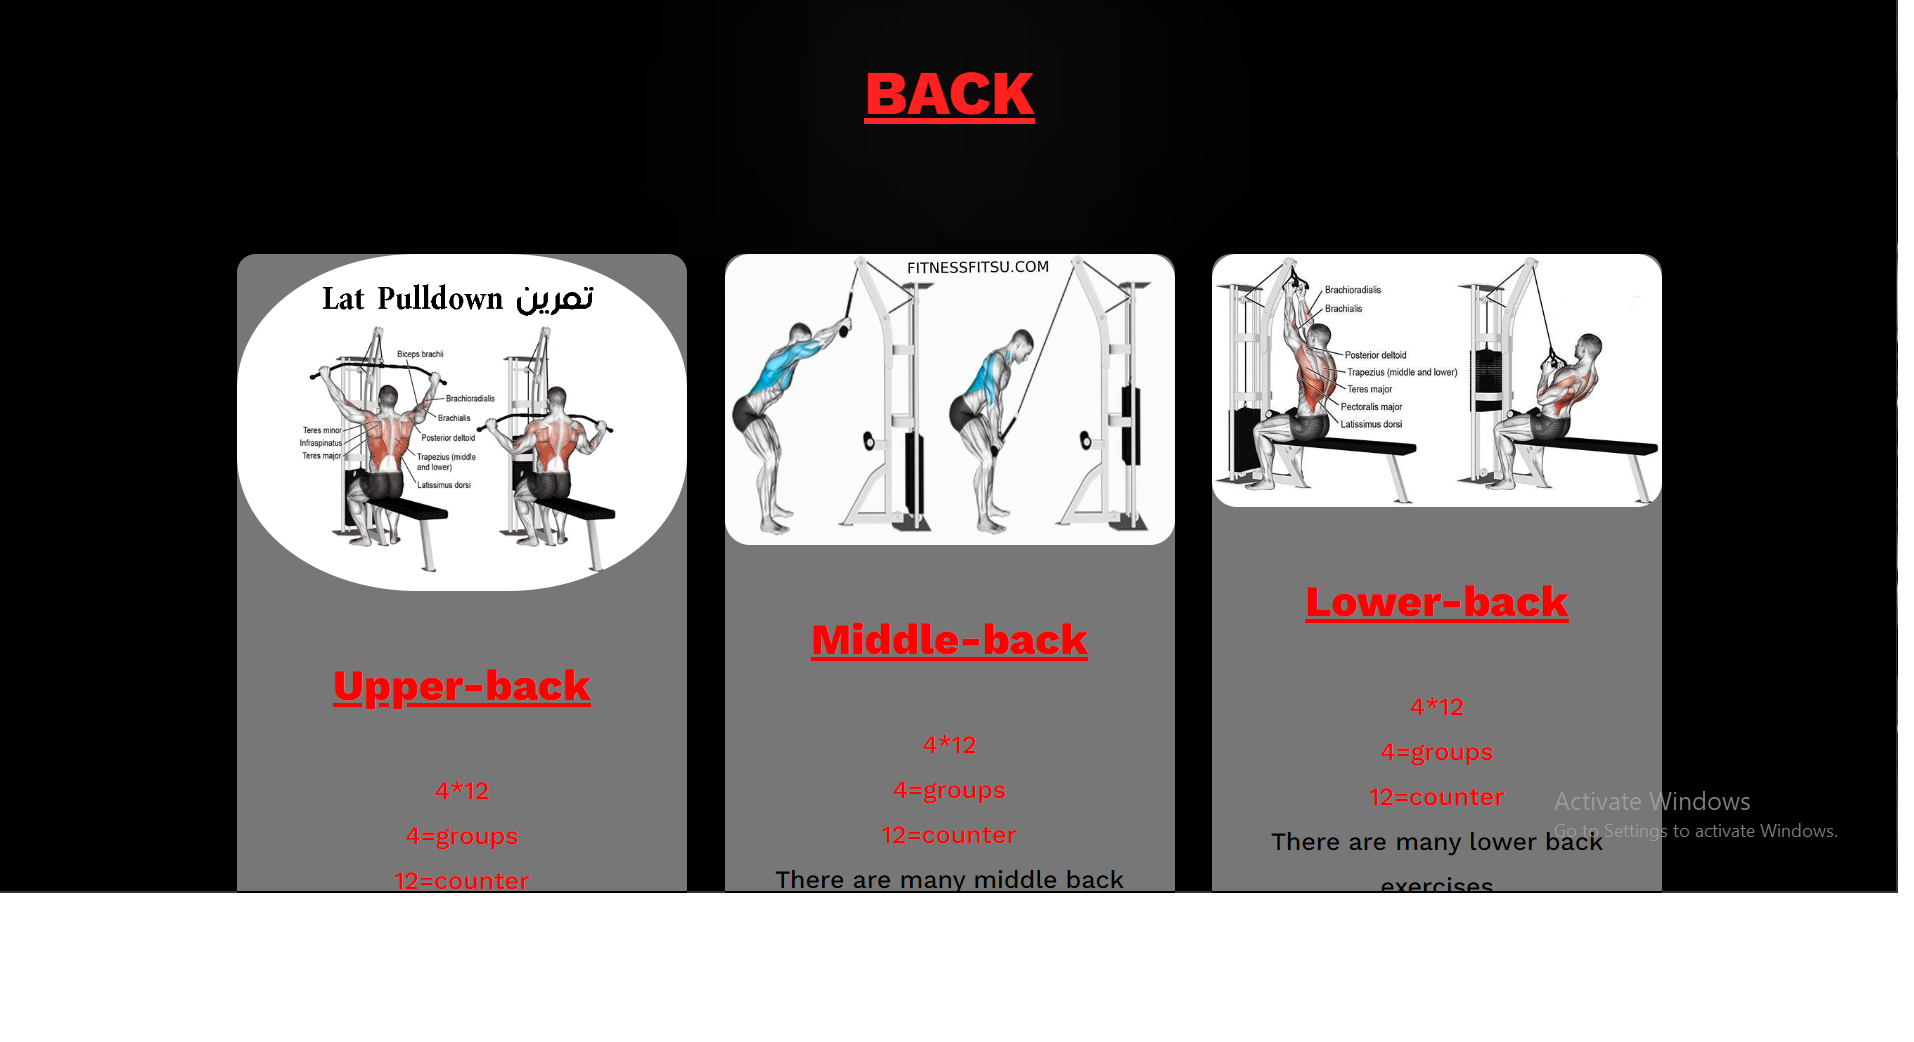 BACK
Lat Pulldown تمرين
Biceps brachii
Brachioradialis
Brachialis
Teres minor
Infraspinatus
Teres major
Posterior deltoid
Trapezius (middle
and lower)
Latissimus dorsi
Upper-back
4*12
4=groups
12=counter
FITNESSFITSU.COM
Middle-back
4*12
4=groups
12=counter
There are many middle back
Brachioradialis
Brachialis
Posterior deltoid
Trapezius (middle and lower)
Teres major
Pectoralis major
Latissimus dorsi
Lower-back
4*12
4=groups
12=counter
There are many lower back
exercises
Activate Windows
Go to Settings to activate Windows.